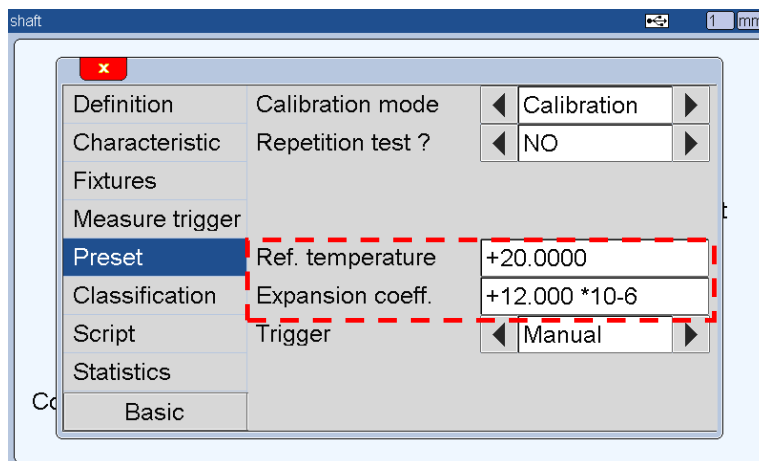 shaft 1 mm
x
Definition Calibration mode Calibration
Characteristic Repetition test ? NO
Fixtures
Measure trigger
Preset Ref. temperature +20.0000
Classification Expansion coeff. +12.000 *10-6
Script Trigger Manual
Statistics
Basic